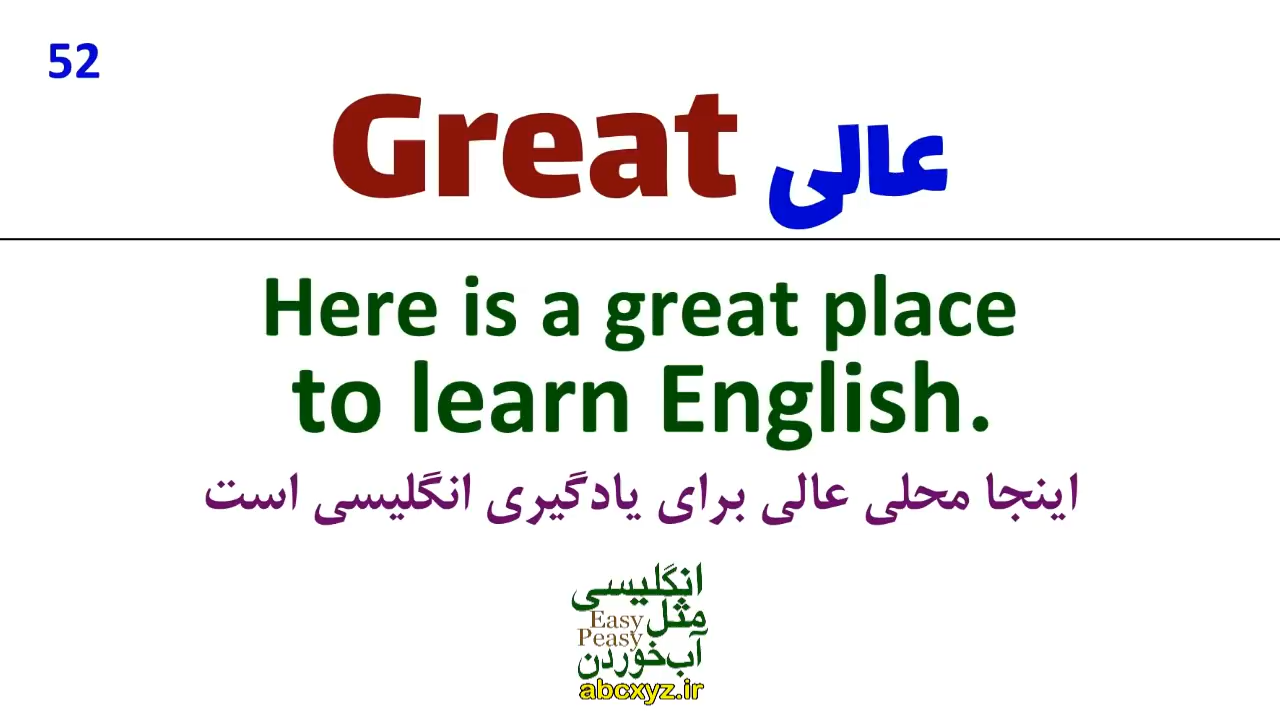 52
Great عالی
Here is a great place
to learn English.
اینجا محلی عالی برای یادگیری انگلیسی است
انگلیسی
مثل
Easy
Peasy
آب‌خوردن
abcxyz.ir